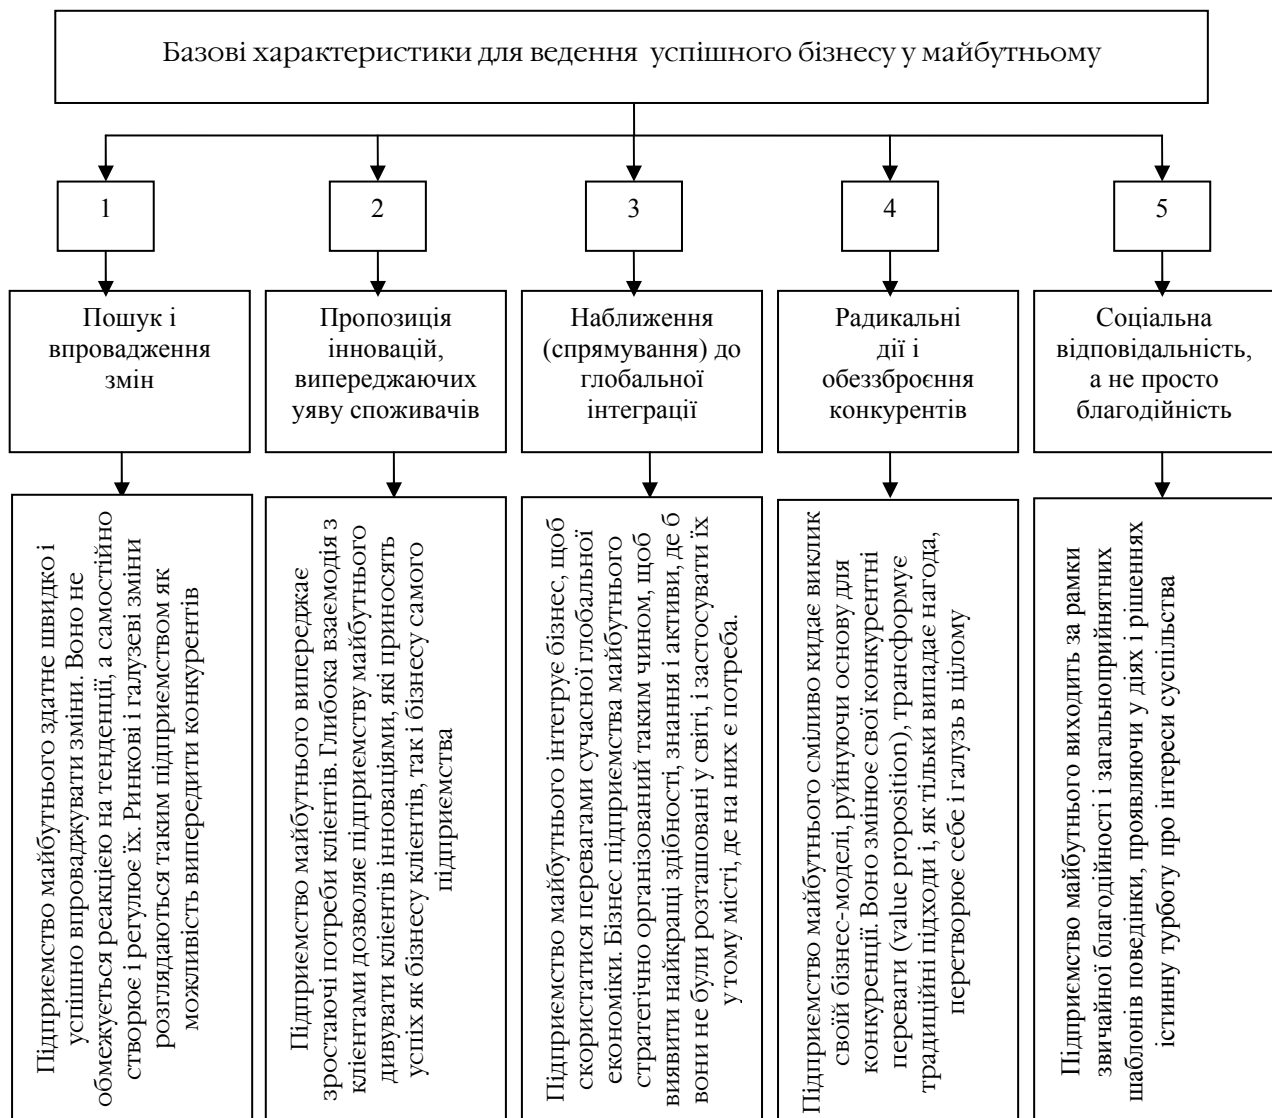 Базові характеристики для ведення успішного бізнесу у майбутньому
1
2
3
4
5
Пошук і
впровадження
змін
Пропозиція
інновацій,
випереджаючих
уяву споживачів
Наближення
(спрямування) до
глобальної
інтеграції
Радикальні
дії і
обеззброєння
конкурентів
Соціальна
відповідальність,
а не просто
благодійність
Підприємство майбутнього здатне швидко і
успішно впроваджувати зміни. Воно не
обмежується реакцією на тенденції, а самостійно
створює і регулює їх. Ринкові і галузеві зміни
розглядаються таким підприємством як
можливість випередити конкурентів
Підприємство майбутнього випереджає
зростаючі потреби клієнтів. Глибока взаємодія з
клієнтами дозволяє підприємству майбутнього
дивувати клієнтів інноваціями, які приносять
успіх як бізнесу клієнтів, так і бізнесу самого
підприємства
Підприємство майбутнього інтегрує бізнес, щоб
скористатися перевагами сучасної глобальної
економіки. Бізнес підприємства майбутнього
стратегічно організований таким чином, щоб
виявити найкращі здібності, знання і активи, де б
вони не були розташовані у світі, і застосувати їх
у тому місті, де на них є потреба.
Підприємство майбутнього сміливо кидає виклик
своїй бізнес-моделі, руйнуючи основу для
конкуренції. Воно змінює свої конкурентні
переваги (value proposition), трансформує
традиційні підходи і, як тільки випадає нагода,
перетворює себе і галузь в цілому
Підприємство майбутнього виходить за рамки
звичайної благодійності і загальноприйнятних
шаблонів поведінки, проявляючи у діях і рішеннях
істинну турботу про інтереси суспільства